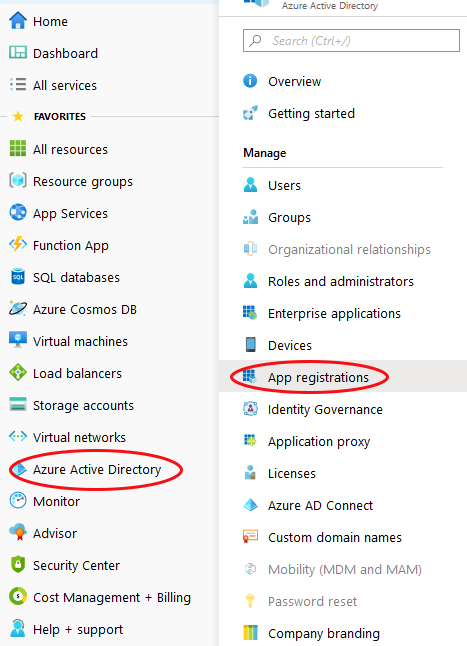 Home
Dashboard
All services
FAVORITES
All resources
Resource groups
App Services
Function App
SQL databases
Azure Cosmos DB
Virtual machines
Load balancers
Storage accounts
Virtual networks
Azure Active Directory
Monitor
Advisor
Security Center
Cost Management + Billing
Help + support
Azure Active Directory
Search (Ctrl+/)
Overview
Getting started
Manage
Users
Groups
Organizational relationships
Roles and administrators
Enterprise applications
Devices
App registrations
Identity Governance
Application proxy
Licenses
Azure AD Connect
Custom domain names
Mobility (MDM and MAM)
Password reset
Company branding